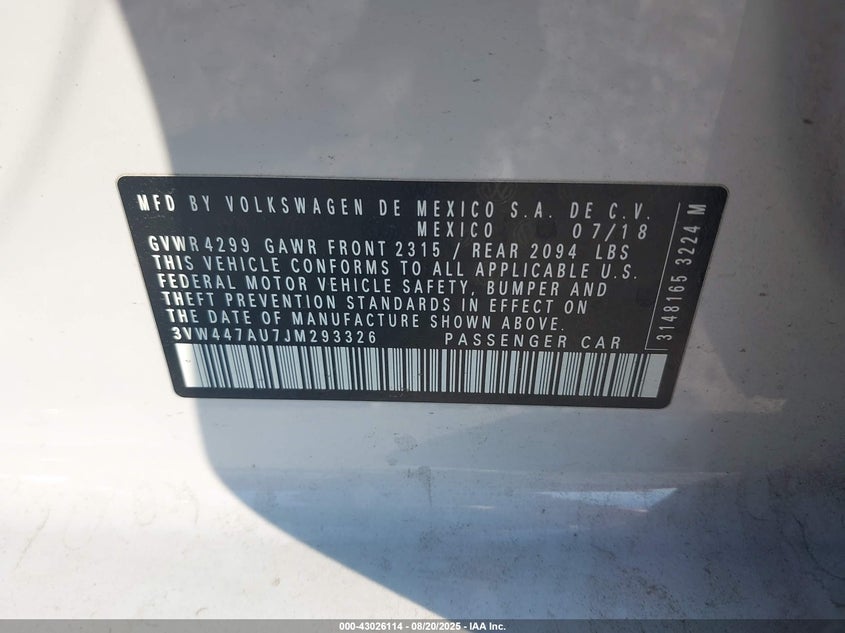 MFD BY VOLKSWAGEN DE MEXICO S.A. DE C.V.
MEXICO 07/18
GVWR 4299 GAWR FRONT 2315 / REAR 2094 LBS
THIS VEHICLE CONFORMS TO ALL APPLICABLE U.S.
FEDERAL MOTOR VEHICLE SAFETY, BUMPER AND
THEFT PREVENTION STANDARDS IN EFFECT ON
THE DATE OF MANUFACTURE SHOWN ABOVE.
3VW447AU7JM293326 PASSENGER CAR
3148165 3224 M
000-43026114 - 08/20/2025 - IAA Inc.